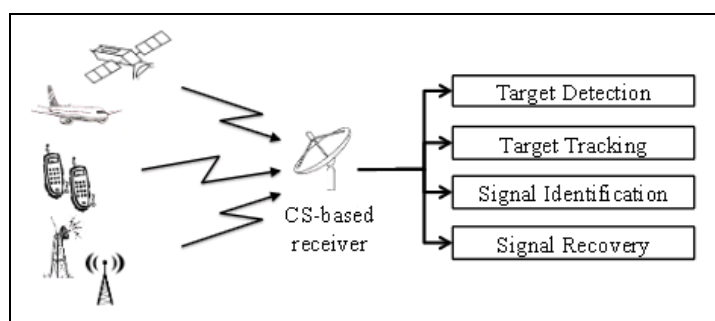 CS-based
receiver
Target Detection
Target Tracking
Signal Identification
Signal Recovery